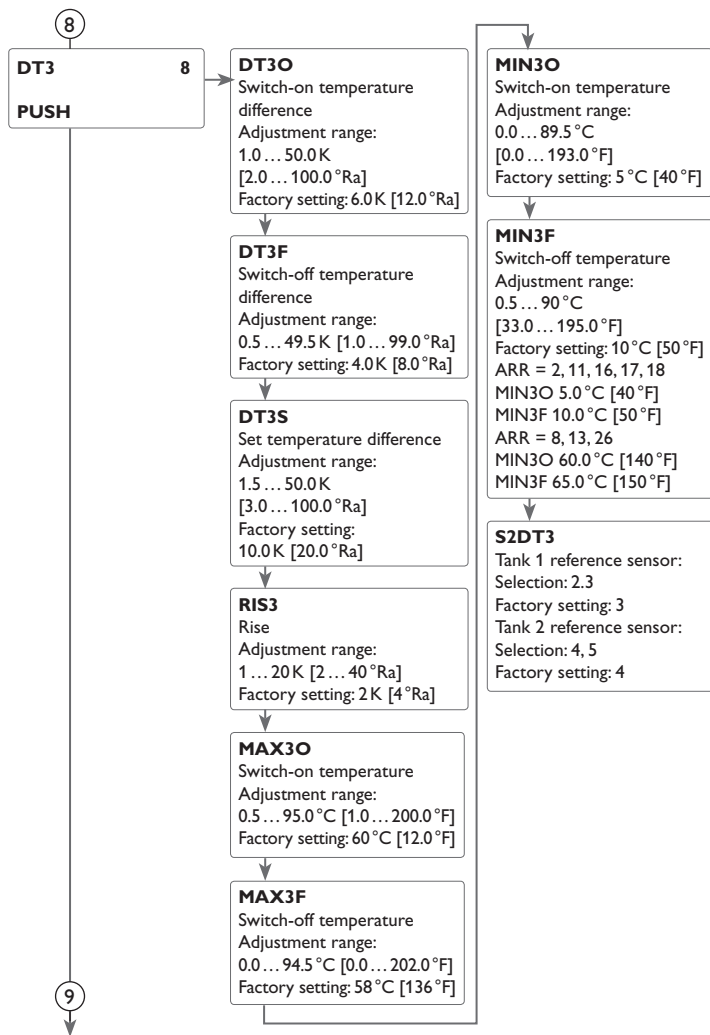 8
DT3 8
PUSH
DT3O
Switch-on temperature
difference
Adjustment range:
1.0 … 50.0 K
[2.0 … 100.0 °Ra]
Factory setting: 6.0 K [12.0 °Ra]
DT3F
Switch-off temperature
difference
Adjustment range:
0.5 … 49.5 K [1.0 … 99.0 °Ra]
Factory setting: 4.0 K [8.0 °Ra]
DT3S
Set temperature difference
Adjustment range:
1.5 … 50.0 K
[3.0 … 100.0 °Ra]
Factory setting:
10.0 K [20.0 °Ra]
RIS3
Rise
Adjustment range:
1 … 20 K [2 … 40 °Ra]
Factory setting: 2 K [4 °Ra]
MAX3O
Switch-on temperature
Adjustment range:
0.5 … 95.0 °C [1.0 … 200.0 °F]
Factory setting: 60 °C [12.0 °F]
MAX3F
Switch-off temperature
Adjustment range:
0.0 … 94.5 °C [0.0 … 202.0 °F]
Factory setting: 58 °C [136 °F]
MIN3O
Switch-on temperature
Adjustment range:
0.0 … 89.5 °C
[0.0 … 193.0 °F]
Factory setting: 5 °C [40 °F]
MIN3F
Switch-off temperature
Adjustment range:
0.5 … 90 °C
[33.0 … 195.0 °F]
Factory setting: 10 °C [50 °F]
ARR = 2, 11, 16, 17, 18
MIN3O 5.0 °C [40 °F]
MIN3F 10.0 °C [50 °F]
ARR = 8, 13, 26
MIN3O 60.0 °C [140 °F]
MIN3F 65.0 °C [150 °F]
S2DT3
Tank 1 reference sensor:
Selection: 2.3
Factory setting: 3
Tank 2 reference sensor:
Selection: 4, 5
Factory setting: 4
9